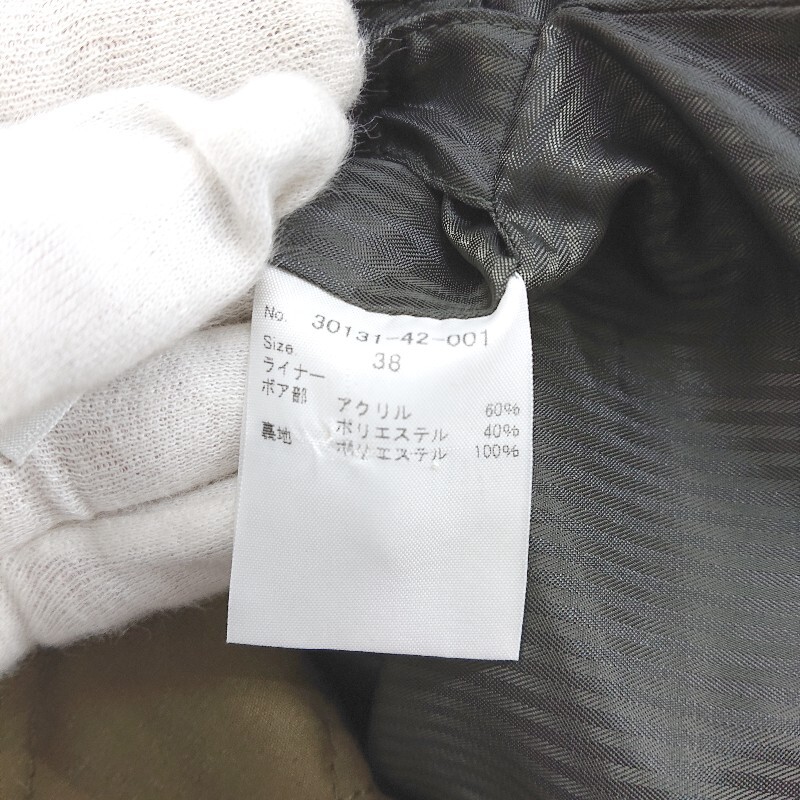 No. 30131-42-001
Size 38
ライナー
ボア部 アクリル 60%
ポリエステル 40%
裏地 ポリエステル 100%